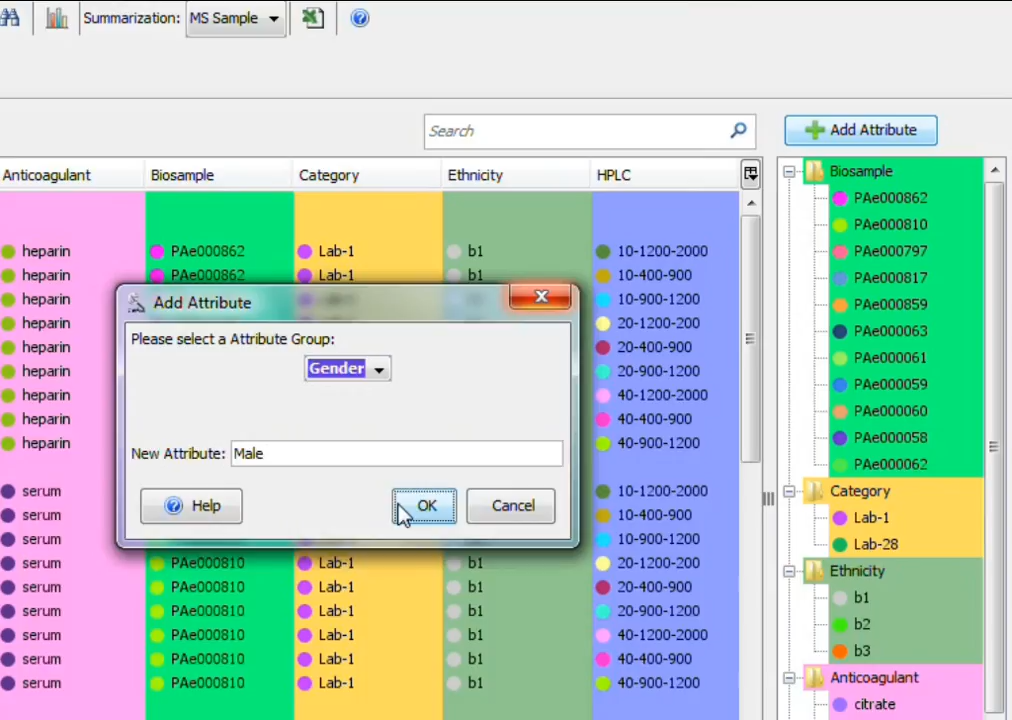 Summarization: MS Sample
Search
Add Attribute
Anticoagulant Biosample Category Ethnicity HPLC
heparin PAe000862 Lab-1 b1 10-1200-2000
heparin PAe000862 Lab-1 b1 10-400-900
heparin 10-900-1200
heparin 20-1200-200
heparin 20-400-900
heparin 20-900-1200
heparin 40-1200-2000
heparin 40-400-900
heparin 40-900-1200
serum 10-1200-2000
serum 10-400-900
serum 10-900-1200
serum PAe000810 Lab-1 b1 20-1200-200
serum PAe000810 Lab-1 b1 20-400-900
serum PAe000810 Lab-1 b1 20-900-1200
serum PAe000810 Lab-1 b1 40-1200-2000
serum PAe000810 Lab-1 b1 40-400-900
serum PAe000810 Lab-1 b1 40-900-1200
Add Attribute
Please select a Attribute Group:
Gender
New Attribute: Male
Help OK Cancel
Biosample
PAe000862
PAe000810
PAe000797
PAe000817
PAe000859
PAe000063
PAe000061
PAe000059
PAe000060
PAe000058
PAe000062
Category
Lab-1
Lab-28
Ethnicity
b1
b2
b3
Anticoagulant
citrate